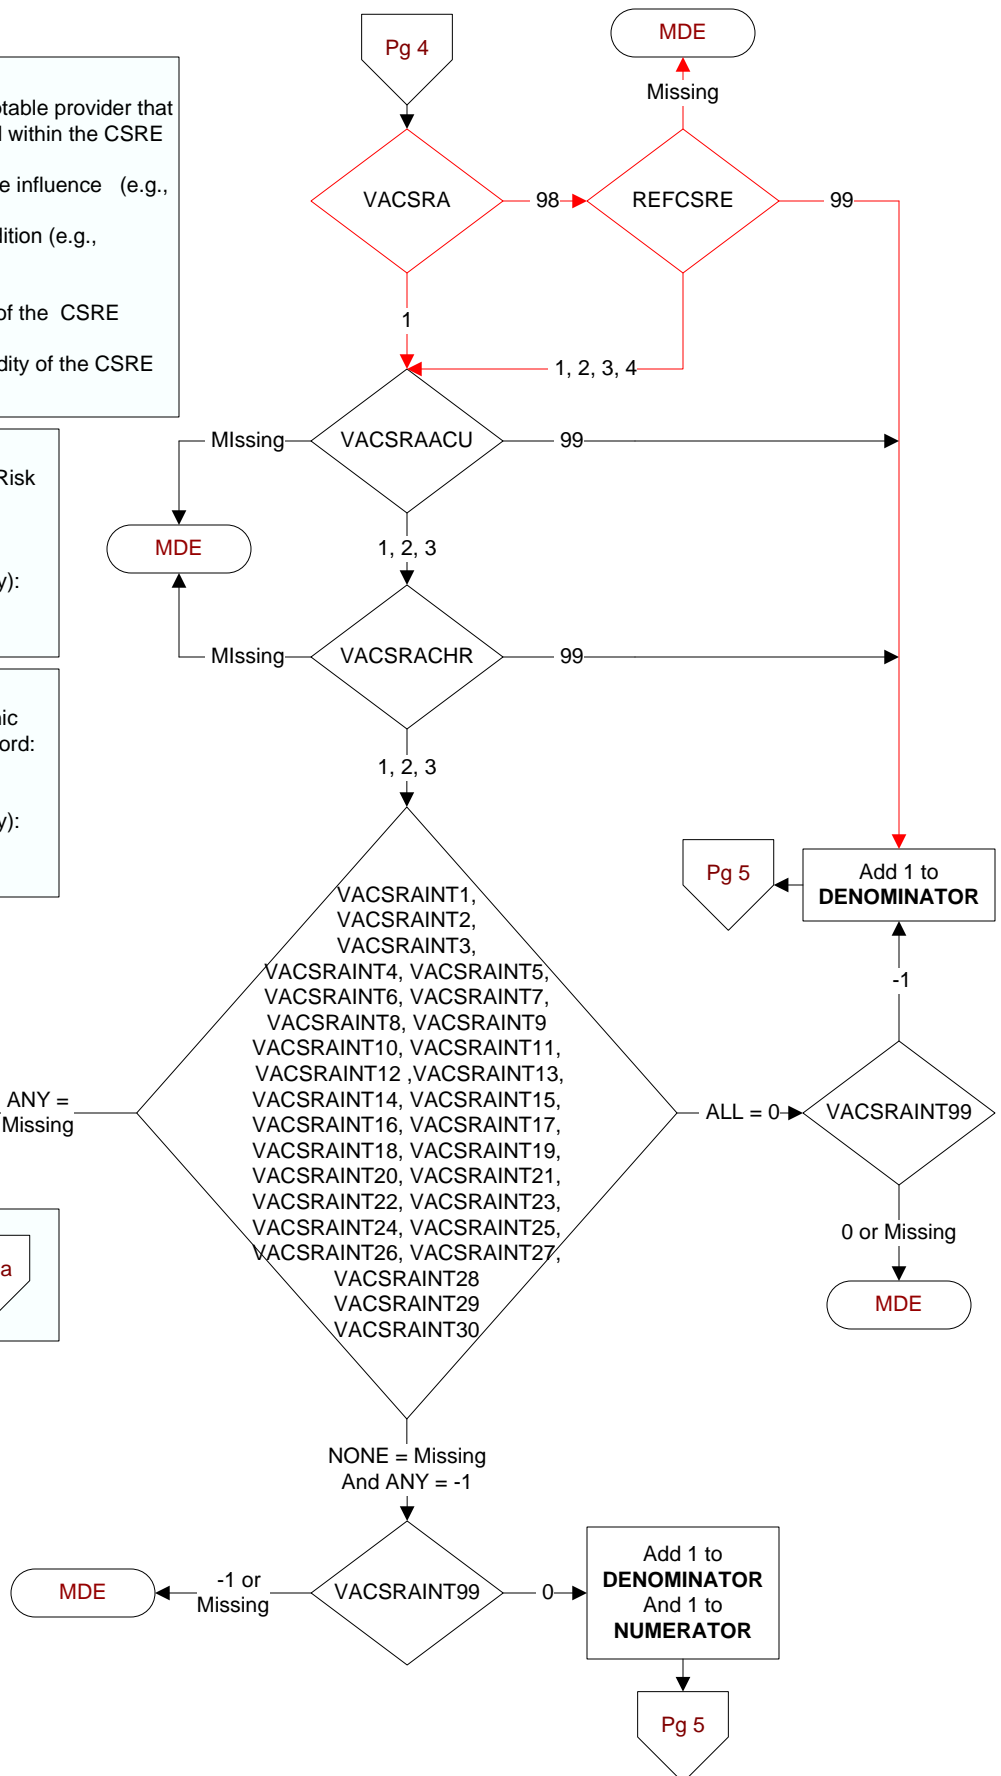 Pg 4
MDE
Missing
otable provider that
l within the CSRE
e influence   (e.g.,
lition (e.g.,
of the  CSRE
dity of the CSRE
VACSRA
98
REFCSRE
99
1
1, 2, 3, 4
MIssing
VACSRAACU
99
Risk
y):
MDE
1, 2, 3
MIssing
VACSRACHR
99
nic
ord:
y):
1, 2, 3
Pg 5
Add 1 to
DENOMINATOR
VACSRAINT1,
VACSRAINT2,
VACSRAINT3,
VACSRAINT4, VACSRAINT5,
VACSRAINT6, VACSRAINT7,
VACSRAINT8, VACSRAINT9
VACSRAINT10, VACSRAINT11,
VACSRAINT12 ,VACSRAINT13,
VACSRAINT14, VACSRAINT15,
VACSRAINT16, VACSRAINT17,
VACSRAINT18, VACSRAINT19,
VACSRAINT20, VACSRAINT21,
VACSRAINT22, VACSRAINT23,
VACSRAINT24, VACSRAINT25,
VACSRAINT26, VACSRAINT27,
VACSRAINT28
VACSRAINT29
VACSRAINT30
-1
ANY =
Missing
ALL = 0
VACSRAINT99
0 or Missing
MDE
a
NONE = Missing
And ANY = -1
MDE
-1 or
Missing
VACSRAINT99
0
Add 1 to
DENOMINATOR
And 1 to
NUMERATOR
Pg 5